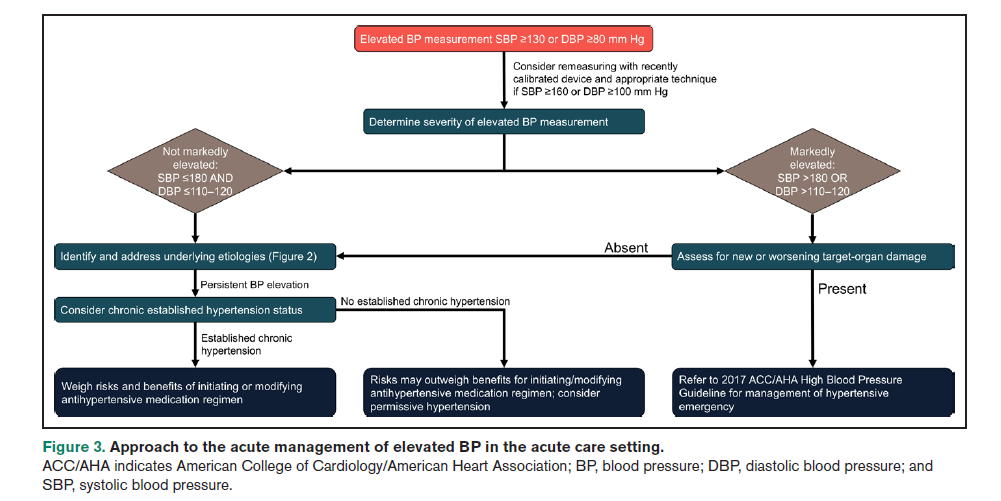 Elevated BP measurement SBP ≥130 or DBP ≥80 mm Hg
Consider remeasuring with recently
calibrated device and appropriate technique
if SBP ≥160 or DBP ≥100 mm Hg
Determine severity of elevated BP measurement
Not markedly
elevated:
SBP ≤180 AND
DBP ≤110–120
Markedly
elevated:
SBP >180 OR
DBP >110–120
Identify and address underlying etiologies (Figure 2)
Absent
Assess for new or worsening target-organ damage
Persistent BP elevation
Present
Consider chronic established hypertension status
No established chronic hypertension
Established chronic
hypertension
Weigh risks and benefits of initiating or modifying
antihypertensive medication regimen
Risks may outweigh benefits for initiating/modifying
antihypertensive medication regimen; consider
permissive hypertension
Refer to 2017 ACC/AHA High Blood Pressure
Guideline for management of hypertensive
emergency
Figure 3. Approach to the acute management of elevated BP in the acute care setting.
ACC/AHA indicates American College of Cardiology/American Heart Association; BP, blood pressure; DBP, diastolic blood pressure; and
SBP, systolic blood pressure.